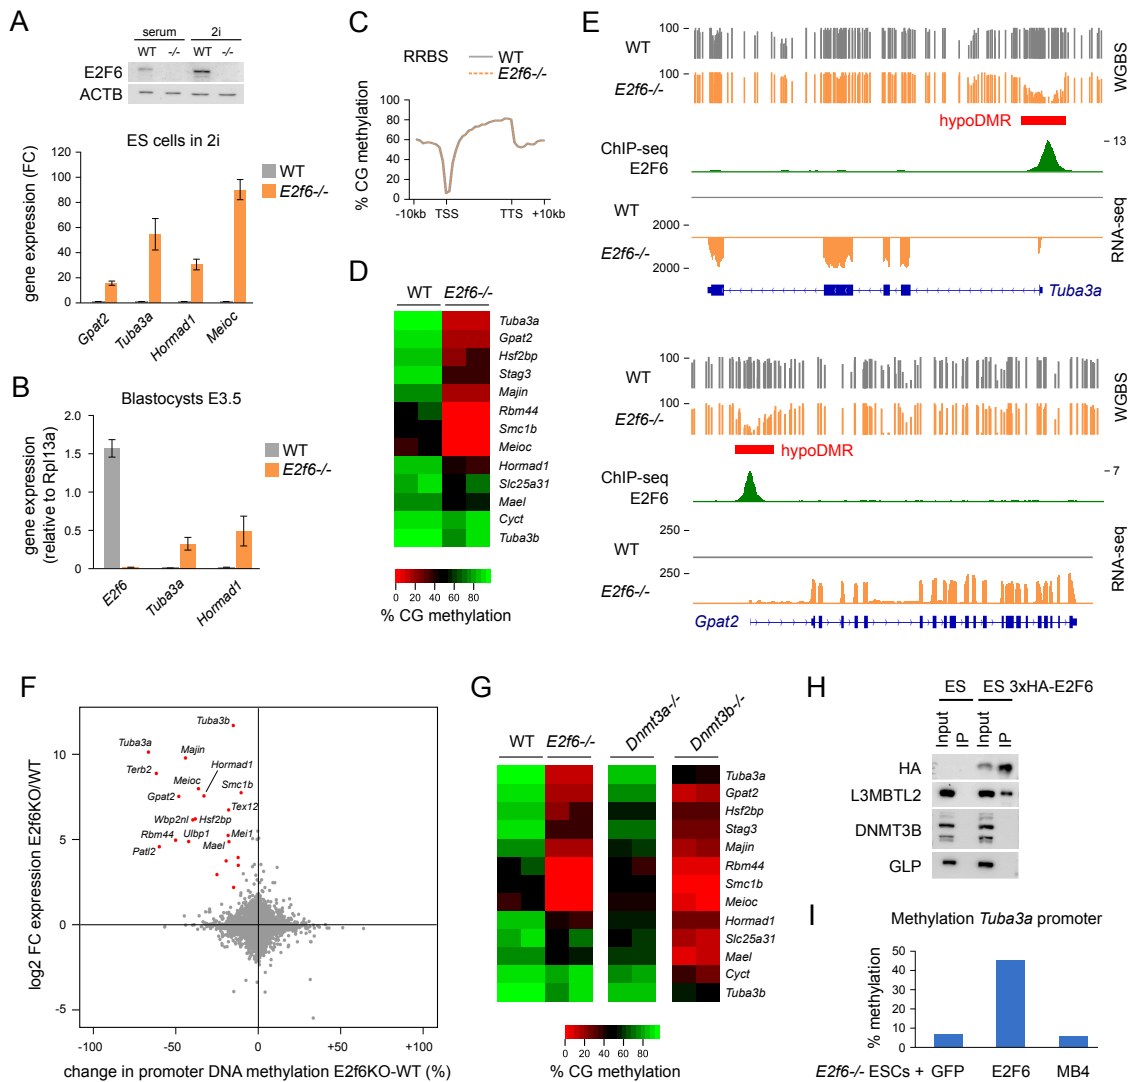 A
serum 2i
WT -/- WT -/-
E2F6
ACTB
ES cells in 2i
gene expression (FC)
120
100
80
60
40
20
0
WT
E2f6-/-
Gpat2 Tuba3a Hormad1 Meioc
B
Blastocysts E3.5
gene expression
(relative to Rpl13a)
2.0
1.5
1.0
0.5
0
WT
E2f6-/-
E2f6 Tuba3a Hormad1
C
RRBS
WT
E2f6-/-
% CG methylation
100
80
60
40
20
0
-10kb TSS TTS +10kb
D
WT E2f6-/-
Tuba3a
Gpat2
Hsf2bp
Stag3
Majin
Rbm44
Smc1b
Meioc
Hormad1
Slc25a31
Mael
Cyct
Tuba3b
0 20 40 60 80
% CG methylation
E
100
WT
100
E2f6-/-
WGBS
hypoDMR
ChIP-seq
E2F6
13
WT
2000
E2f6-/-
2000
RNA-seq
Tuba3a
100
WT
100
E2f6-/-
WGBS
hypoDMR
ChIP-seq
E2F6
7
250
WT
250
E2f6-/-
RNA-seq
Gpat2
F
log2 FC expression E2f6KO/WT
10
5
0
-5
Tuba3b
Tuba3a
Majin
Terb2
Hormad1
Meioc
Smc1b
Gpat2
Tex12
Wbp2nl
Hsf2bp
Rbm44
Ulbp1
Mei1
Patl2
Mael
-100 -50 0 +50 +100
change in promoter DNA methylation E2f6KO-WT (%)
G
WT E2f6-/- Dnmt3a-/- Dnmt3b-/-
Tuba3a
Gpat2
Hsf2bp
Stag3
Majin
Rbm44
Smc1b
Meioc
Hormad1
Slc25a31
Mael
Cyct
Tuba3b
0 20 40 60 80
% CG methylation
H
ES ES 3xHA-E2F6
Input IP Input IP
HA
L3MBTL2
DNMT3B
GLP
I
Methylation Tuba3a promoter
% methylation
50
40
30
20
10
0
E2f6-/- ESCs + GFP E2F6 MB4